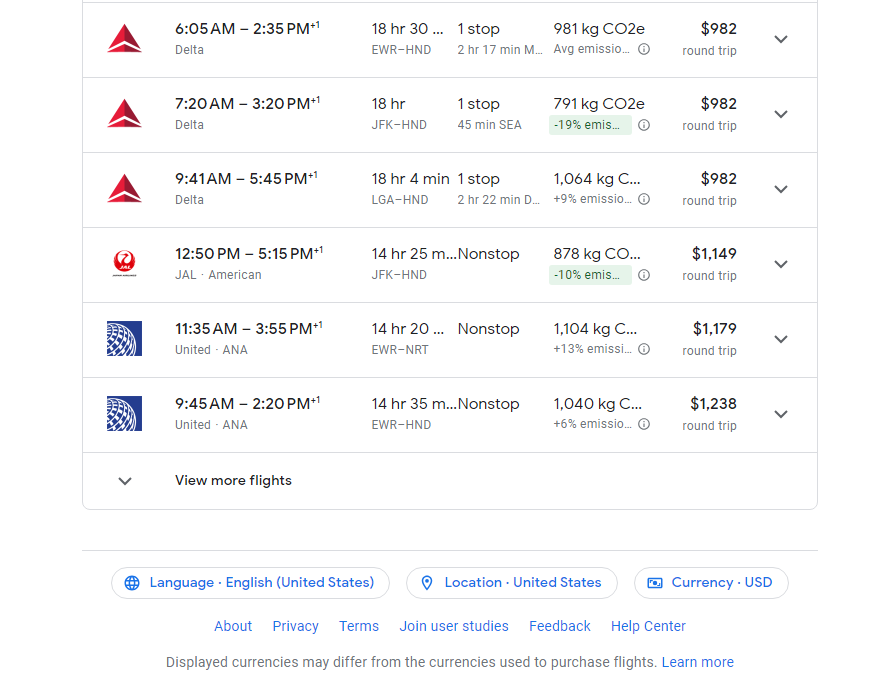 6:05 AM – 2:35 PM+1 18 hr 30 ... 1 stop 981 kg CO2e $982
Delta EWR–HND 2 hr 17 min M... Avg emissio... round trip
7:20 AM – 3:20 PM+1 18 hr 1 stop 791 kg CO2e $982
Delta JFK–HND 45 min SEA -19% emis... round trip
9:41 AM – 5:45 PM+1 18 hr 4 min 1 stop 1,064 kg C... $982
Delta LGA–HND 2 hr 22 min D... +9% emissio... round trip
12:50 PM – 5:15 PM+1 14 hr 25 m... Nonstop 878 kg CO... $1,149
JAL · American JFK–HND -10% emis... round trip
11:35 AM – 3:55 PM+1 14 hr 20 ... Nonstop 1,104 kg C... $1,179
United · ANA EWR–NRT +13% emissi... round trip
9:45 AM – 2:20 PM+1 14 hr 35 m... Nonstop 1,040 kg C... $1,238
United · ANA EWR–HND +6% emissio... round trip
View more flights
Language · English (United States) Location · United States Currency · USD
About Privacy Terms Join user studies Feedback Help Center
Displayed currencies may differ from the currencies used to purchase flights. Learn more